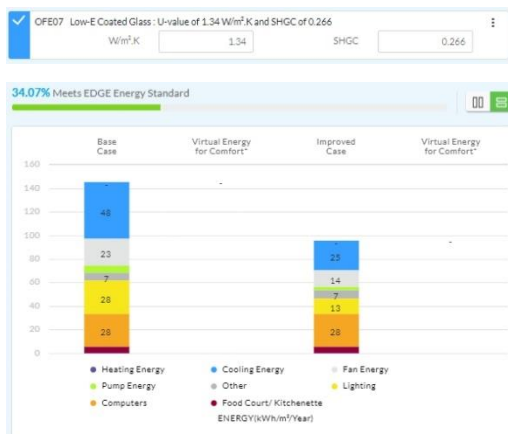 OFE07 Low-E Coated Glass : U-value of 1.34 W/m².K and SHGC of 0.266
W/m².K 1.34 SHGC 0.266
34.07% Meets EDGE Energy Standard
Base Case Virtual Energy for Comfort* Improved Case Virtual Energy for Comfort*
160
140
120
100
80
60
40
20
0
48
23
7
28
28
25
14
7
13
28
Heating Energy Cooling Energy Fan Energy
Pump Energy Other Lighting
Computers Food Court/ Kitchenette
ENERGY(kWh/m²/Year)